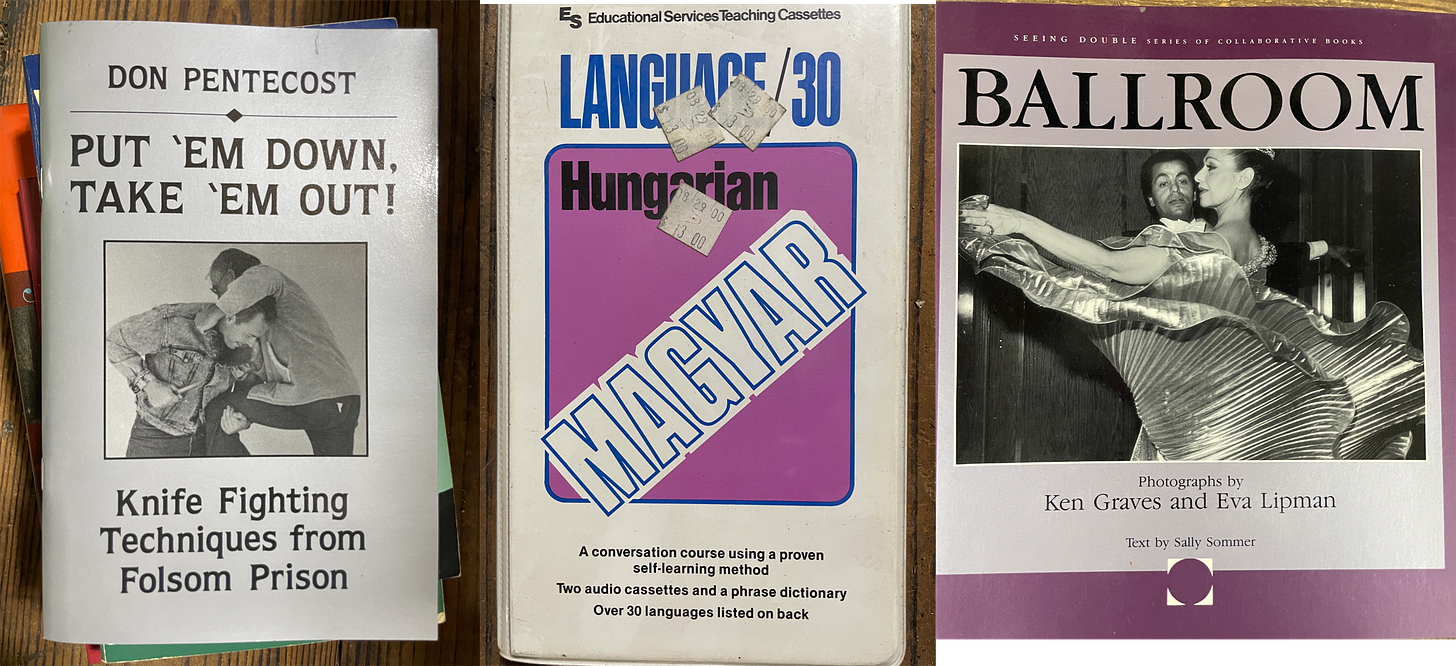 DON PENTECOST
PUT ‘EM DOWN,
TAKE ‘EM OUT!
Knife Fighting
Techniques from
Folsom Prison
ES Educational Services Teaching Cassettes
LANGUAGE/30
Hungarian
MAGYAR
A conversation course using a proven
self-learning method
Two audio cassettes and a phrase dictionary
Over 30 languages listed on back
SEEING DOUBLE SERIES OF COLLABORATIVE BOOKS
BALLROOM
Photographs by
Ken Graves and Eva Lipman
Text by Sally Sommer